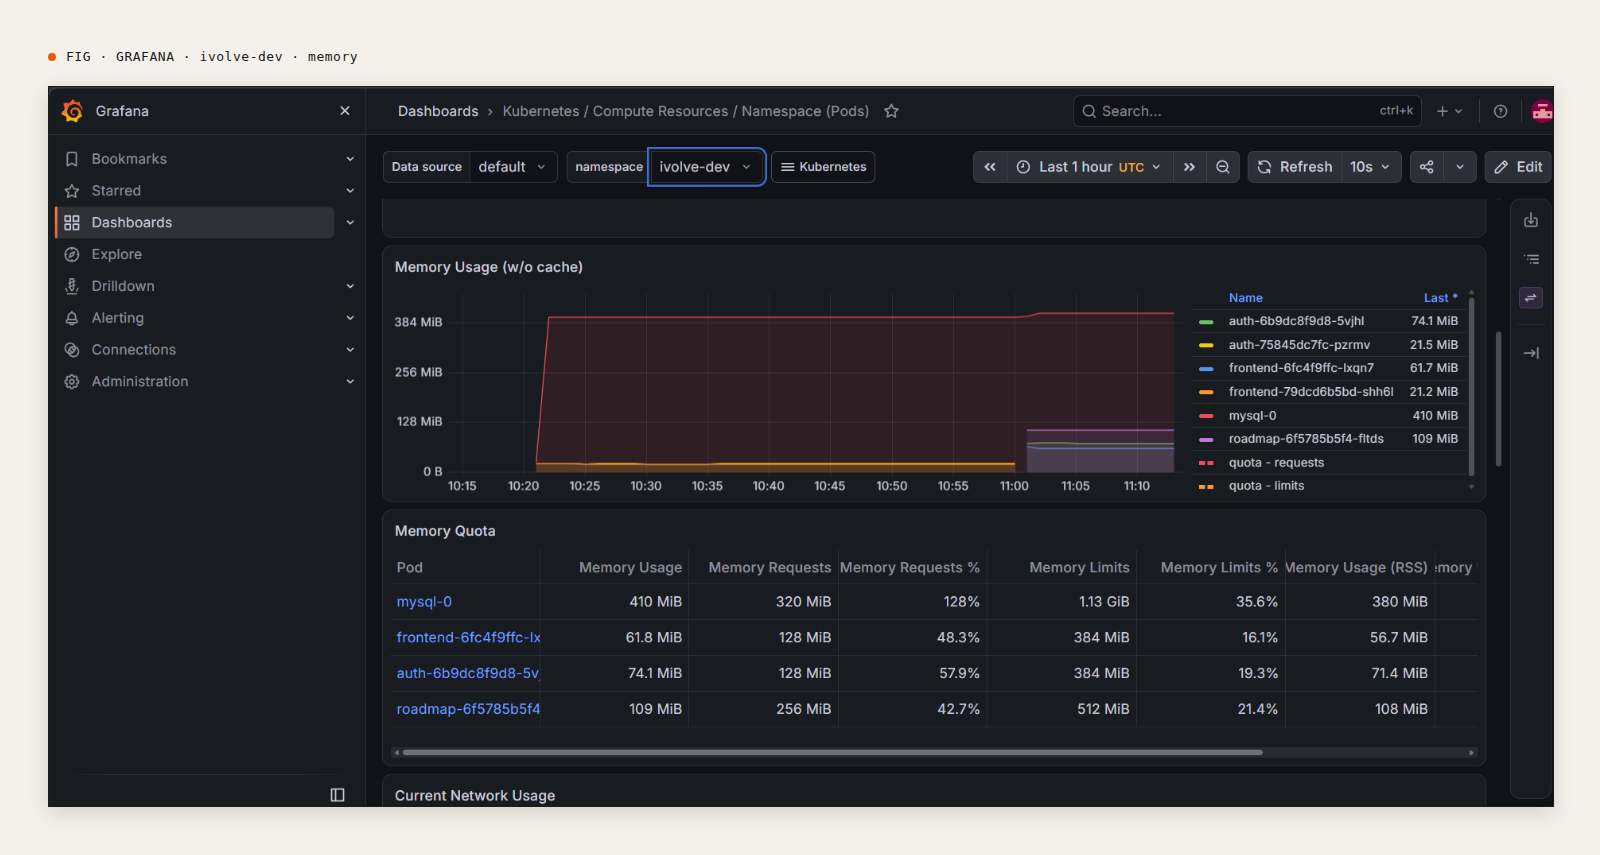 FIG · GRAFANA · ivolve-dev · memory
Grafana
Dashboards › Kubernetes / Compute Resources / Namespace (Pods)
Search...
ctrl+k
Bookmarks
Starred
Dashboards
Explore
Drilldown
Alerting
Connections
Administration
Data source default
namespace ivolve-dev
Kubernetes
Last 1 hour UTC
Refresh 10s
Edit
Memory Usage (w/o cache)
384 MiB
256 MiB
128 MiB
0 B
10:15 10:20 10:25 10:30 10:35 10:40 10:45 10:50 10:55 11:00 11:05 11:10
Name Last *
auth-6b9dc8f9d8-5vjhl 74.1 MiB
auth-75845dc7fc-pzrmv 21.5 MiB
frontend-6fc4f9ffc-lxqn7 61.7 MiB
frontend-79dcd6b5bd-shh6l 21.2 MiB
mysql-0 410 MiB
roadmap-6f5785b5f4-fltds 109 MiB
quota - requests
quota - limits
Memory Quota
Pod Memory Usage Memory Requests Memory Requests % Memory Limits Memory Limits % Memory Usage (RSS) emory
mysql-0 410 MiB 320 MiB 128% 1.13 GiB 35.6% 380 MiB
frontend-6fc4f9ffc-lx 61.8 MiB 128 MiB 48.3% 384 MiB 16.1% 56.7 MiB
auth-6b9dc8f9d8-5v 74.1 MiB 128 MiB 57.9% 384 MiB 19.3% 71.4 MiB
roadmap-6f5785b5f4 109 MiB 256 MiB 42.7% 512 MiB 21.4% 108 MiB
Current Network Usage